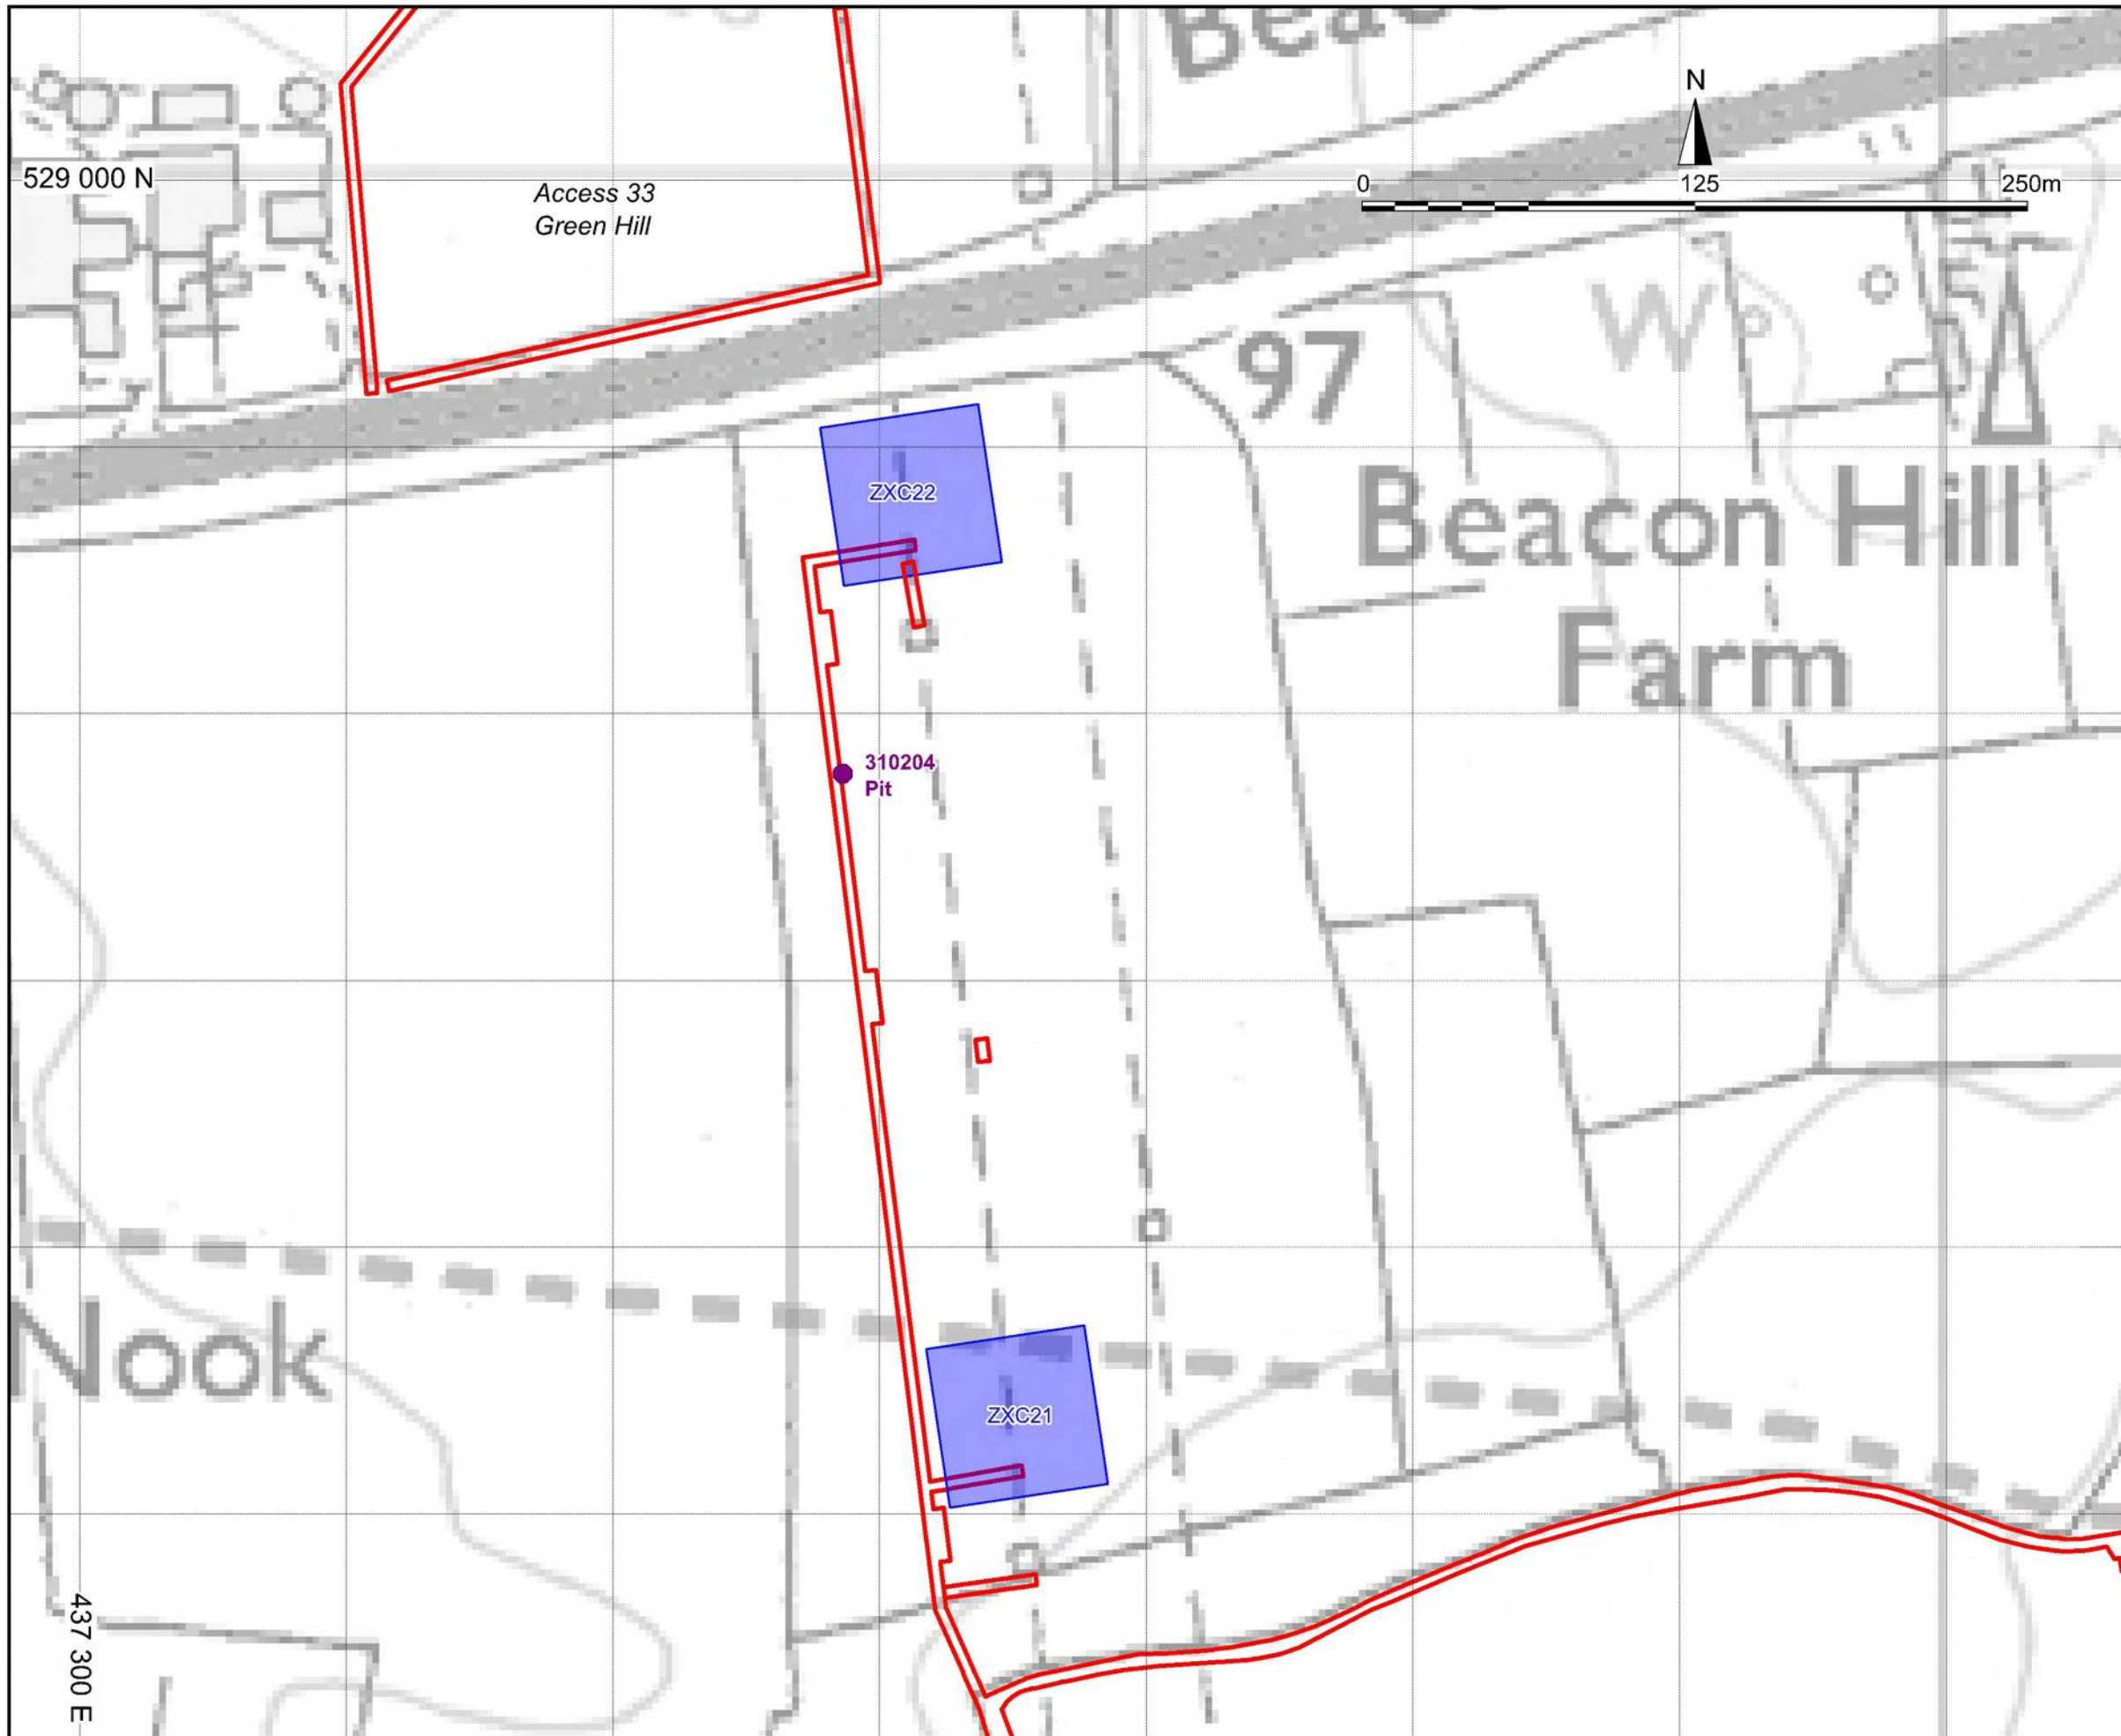 N
529 000 N
Access 33
Green Hill
0 125 250m
97
W
ZXC22
Beacon Hill
Farm
310204
Pit
Nook
ZXC21
437 300 E